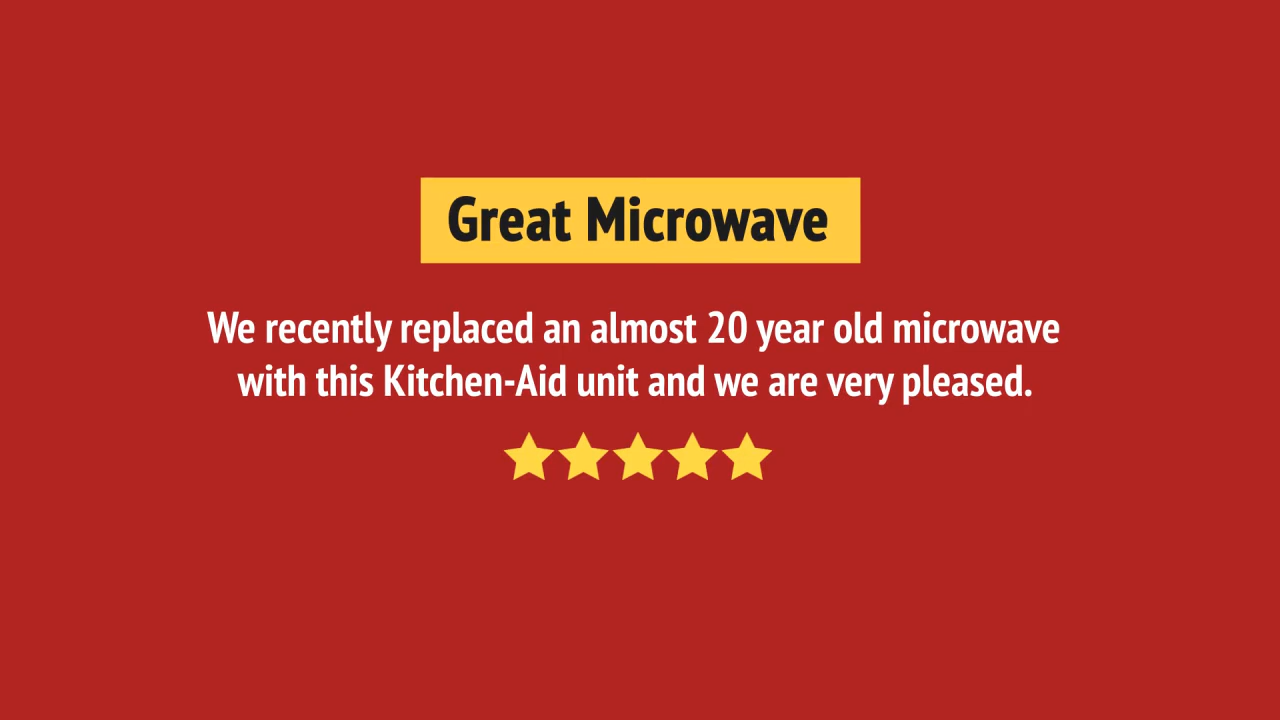 Great Microwave
We recently replaced an almost 20 year old microwave
with this Kitchen-Aid unit and we are very pleased.